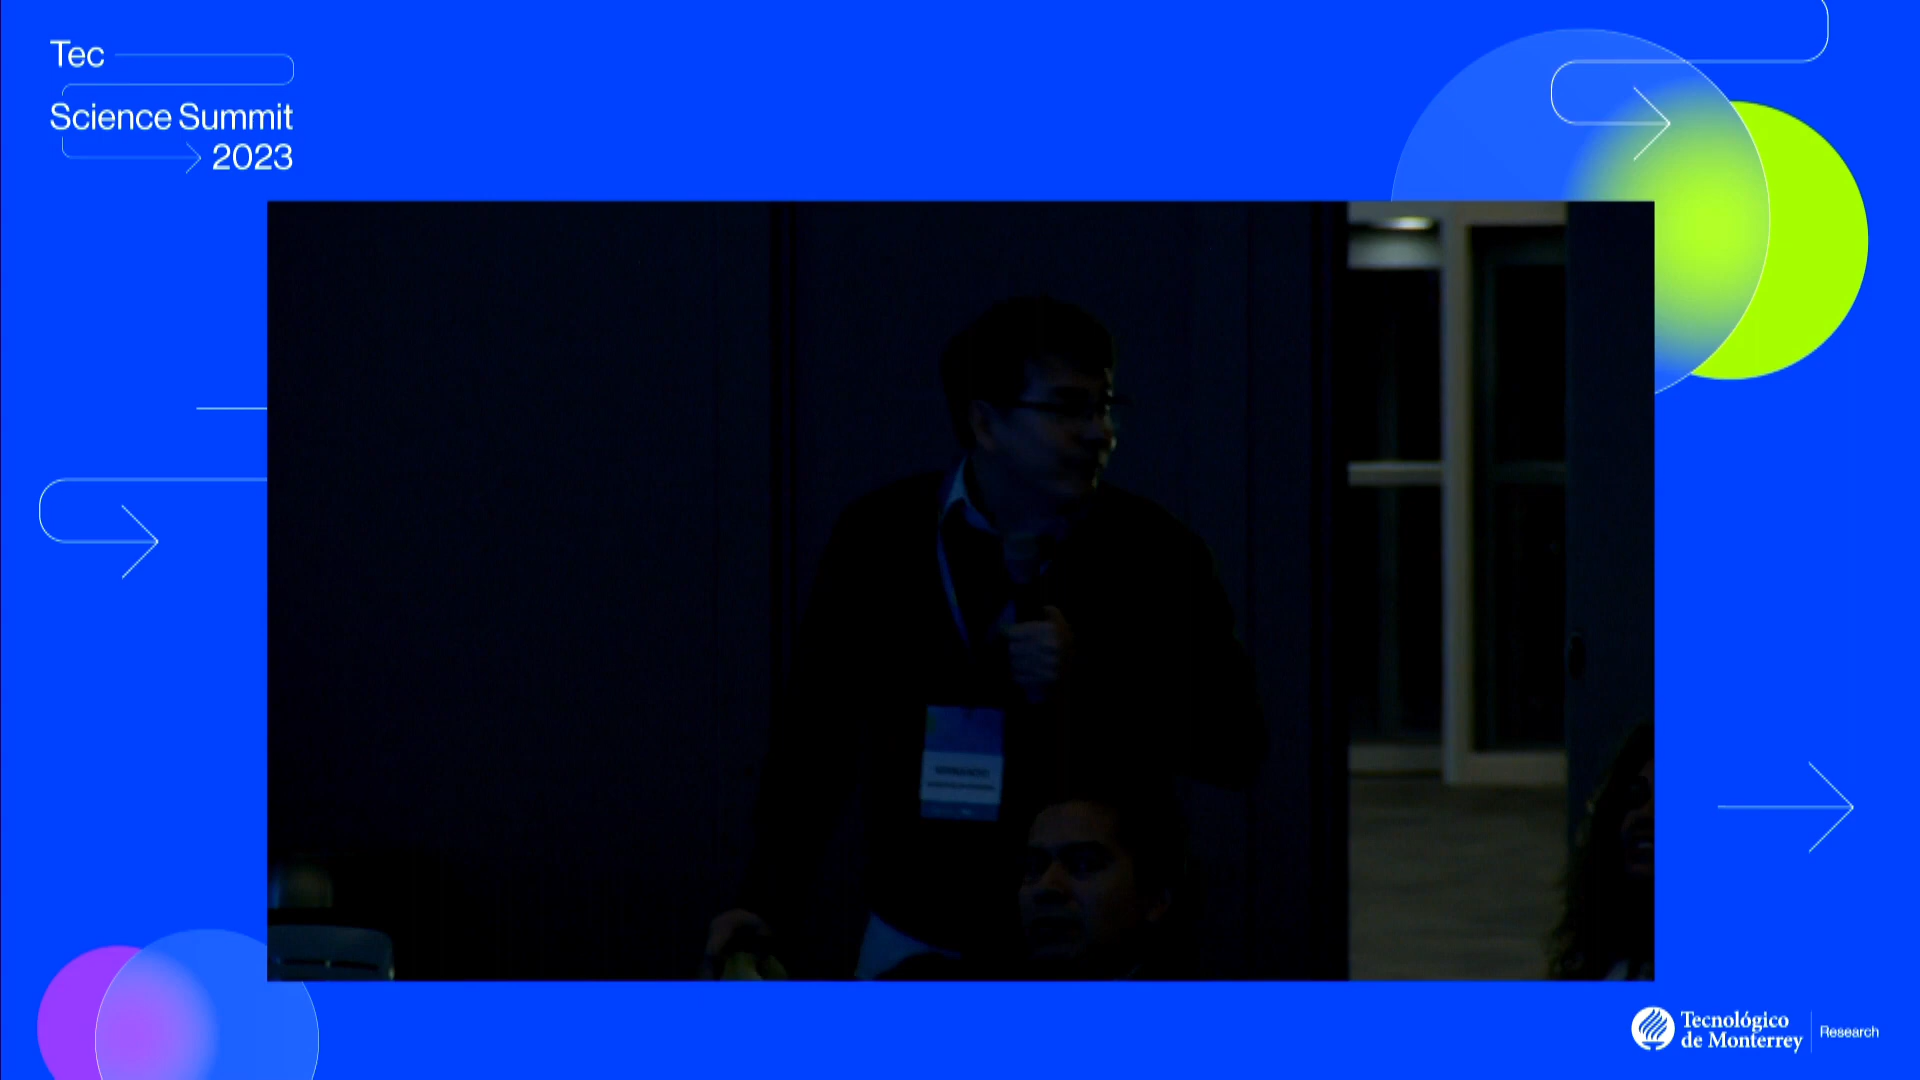 Tec
Science Summit
2023
Tecnológico
de Monterrey
Research